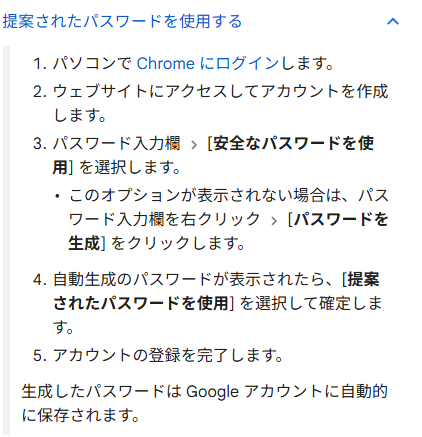 提案されたパスワードを使用する
1. パソコンで Chrome にログインします。
2. ウェブサイトにアクセスしてアカウントを作成
します。
3. パスワード入力欄 › [安全なパスワードを使
用] を選択します。
• このオプションが表示されない場合は、パス
ワード入力欄を右クリック › [パスワードを
生成] をクリックします。
4. 自動生成のパスワードが表示されたら、[提案
されたパスワードを使用] を選択して確定しま
す。
5. アカウントの登録を完了します。
生成したパスワードは Google アカウントに自動的
に保存されます。